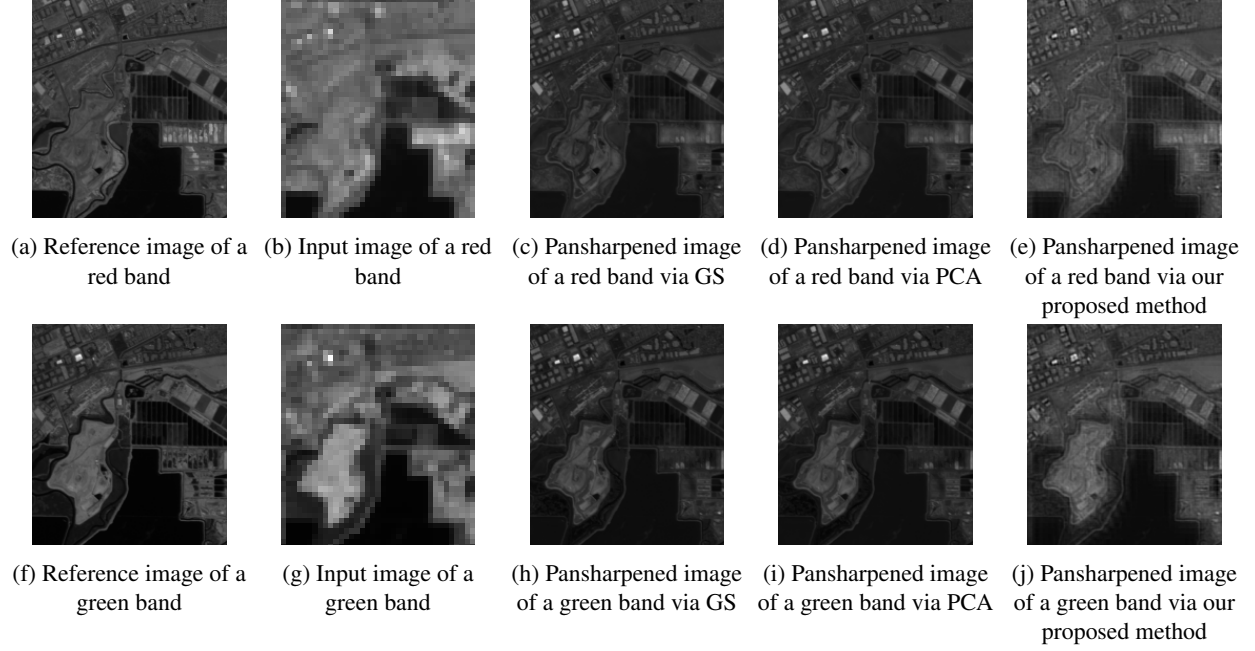 (a) Reference image of a
red band
(b) Input image of a red
band
(c) Pansharpened image
of a red band via GS
(d) Pansharpened image
of a red band via PCA
(e) Pansharpened image
of a red band via our
proposed method
(f) Reference image of a
green band
(g) Input image of a
green band
(h) Pansharpened image
of a green band via GS
(i) Pansharpened image
of a green band via PCA
(j) Pansharpened image
of a green band via our
proposed method